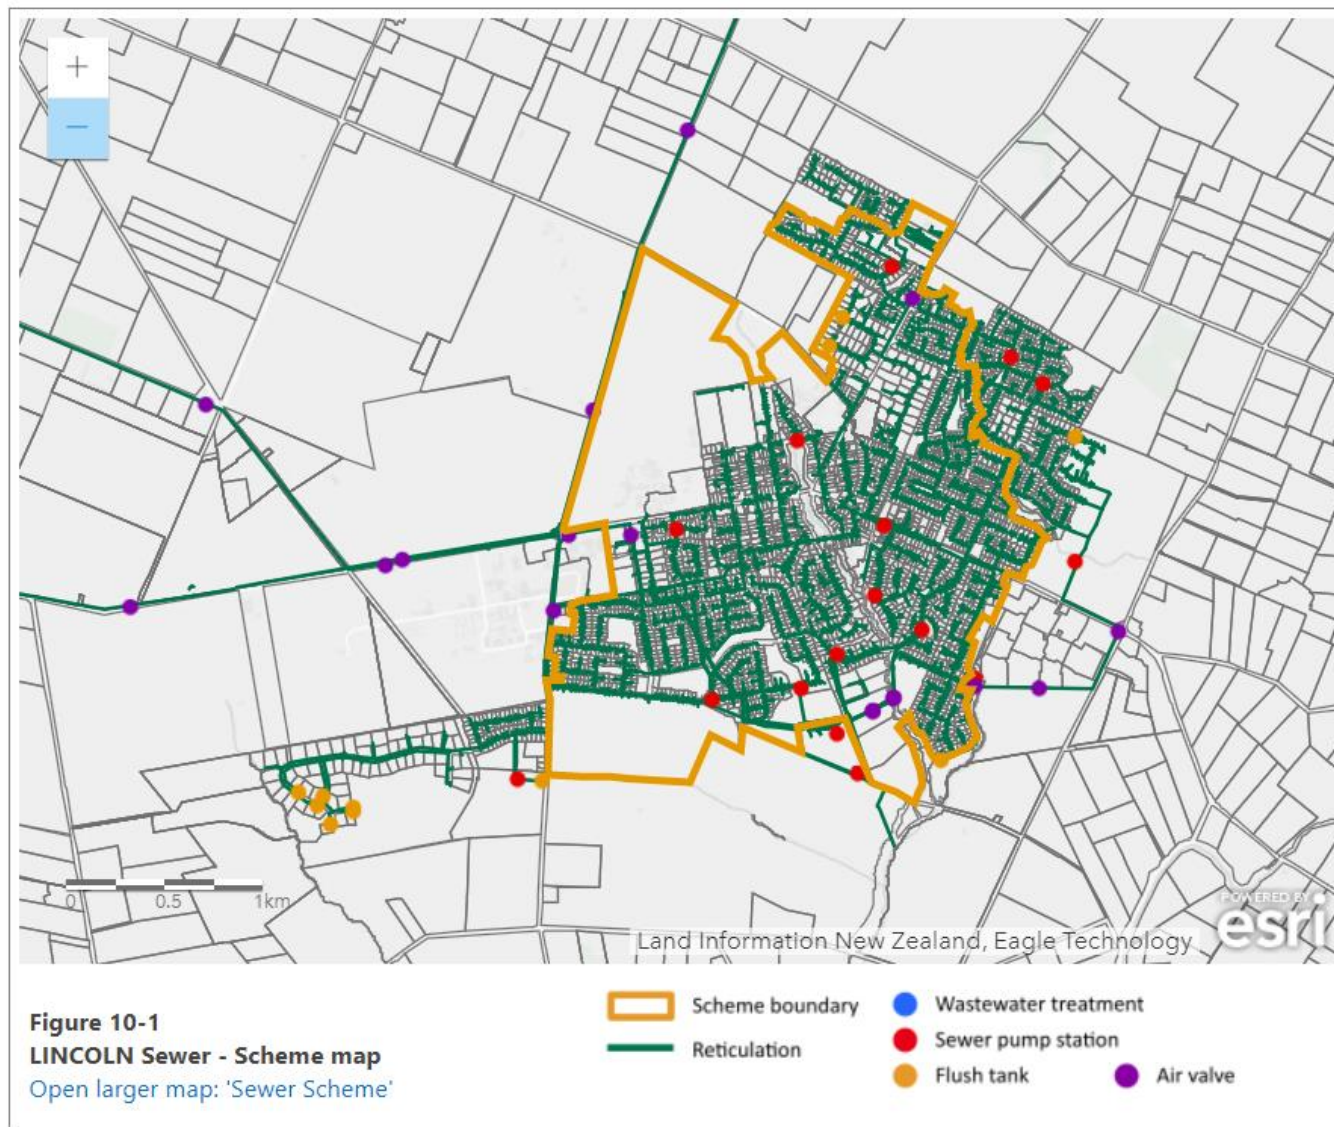 +
−
0 0.5 1km
POWERED BY
esri
Land Information New Zealand, Eagle Technology
Figure 10-1
LINCOLN Sewer - Scheme map
Open larger map: 'Sewer Scheme'
Scheme boundary
Reticulation
Wastewater treatment
Sewer pump station
Flush tank
Air valve